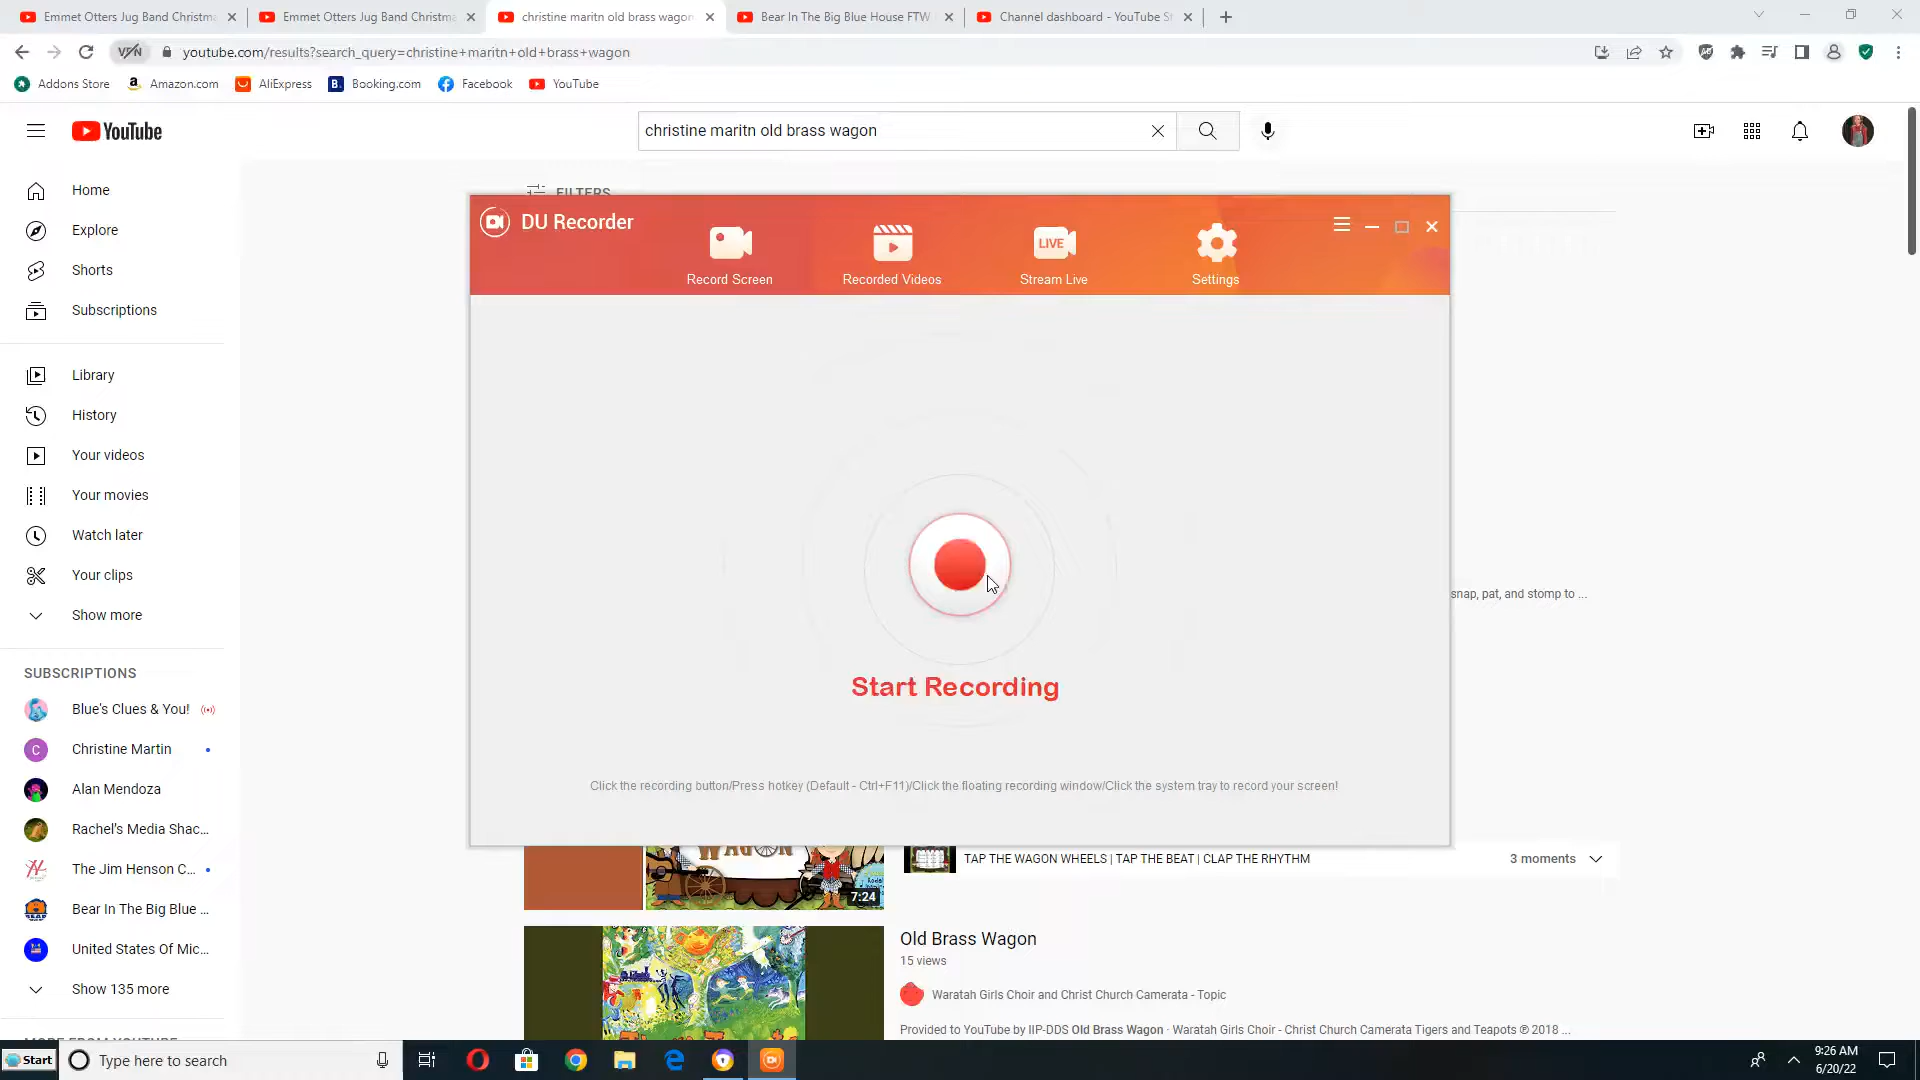 Emmet Otters Jug Band Christma
Emmet Otters Jug Band Christma
christine maritn old brass wagon
Bear In The Big Blue House FTW
Channel dashboard - YouTube St
VPN
youtube.com/results?search_query=christine+maritn+old+brass+wagon
Addons Store
Amazon.com
AliExpress
Booking.com
Facebook
YouTube
YouTube
christine maritn old brass wagon
Home
Explore
Shorts
Subscriptions
Library
History
Your videos
Your movies
Watch later
Your clips
Show more
SUBSCRIPTIONS
Blue's Clues & You!
C
Christine Martin
Alan Mendoza
Rachel's Media Shac...
The Jim Henson C...
Bear In The Big Blue ...
United States Of Mic...
Show 135 more
FILTERS
DU Recorder
Record Screen
Recorded Videos
LIVE
Stream Live
Settings
Start Recording
Click the recording button/Press hotkey (Default - Ctrl+F11)/Click the floating recording window/Click the system tray to record your screen!
snap, pat, and stomp to ...
WAGON
7:24
TAP THE WAGON WHEELS | TAP THE BEAT | CLAP THE RHYTHM
3 moments
Old Brass Wagon
15 views
Waratah Girls Choir and Christ Church Camerata - Topic
Provided to YouTube by IIP-DDS Old Brass Wagon · Waratah Girls Choir - Christ Church Camerata Tigers and Teapots ℗ 2018 ...
Start
Type here to search
9:26 AM
6/20/22